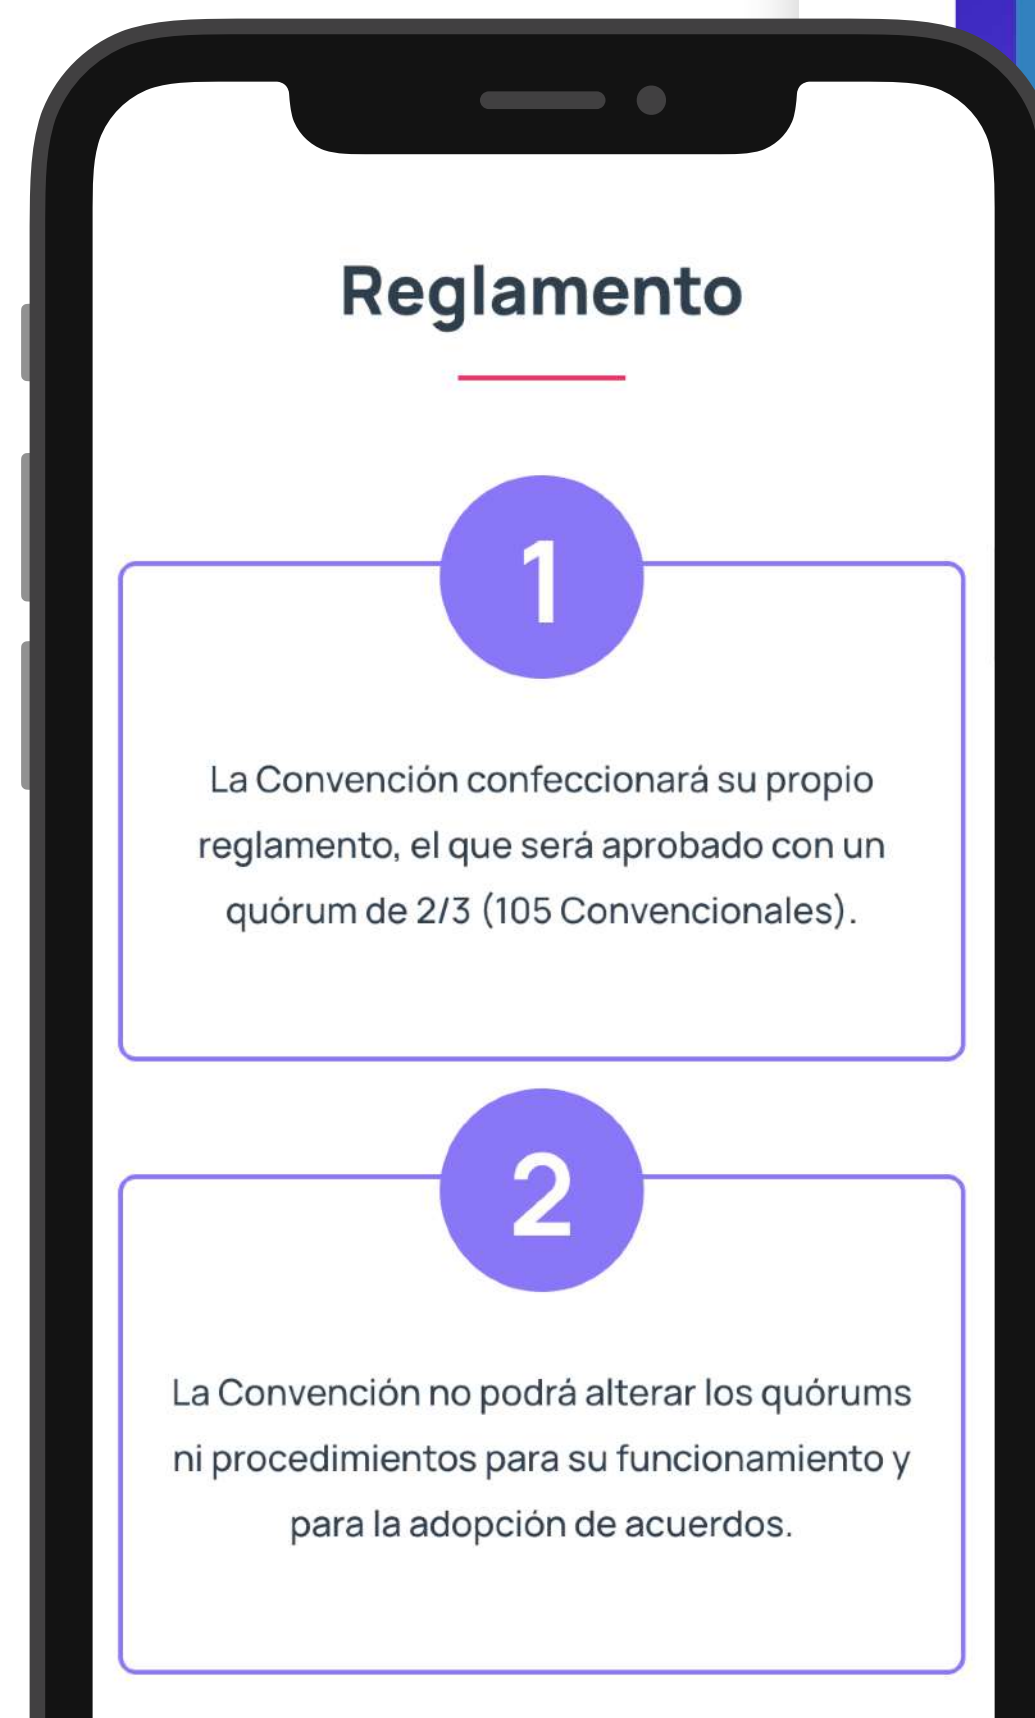 Reglamento
1
La Convención confeccionará su propio
reglamento, el que será aprobado con un
quórum de 2/3 (105 Convencionales).
2
La Convención no podrá alterar los quórums
ni procedimientos para su funcionamiento y
para la adopción de acuerdos.